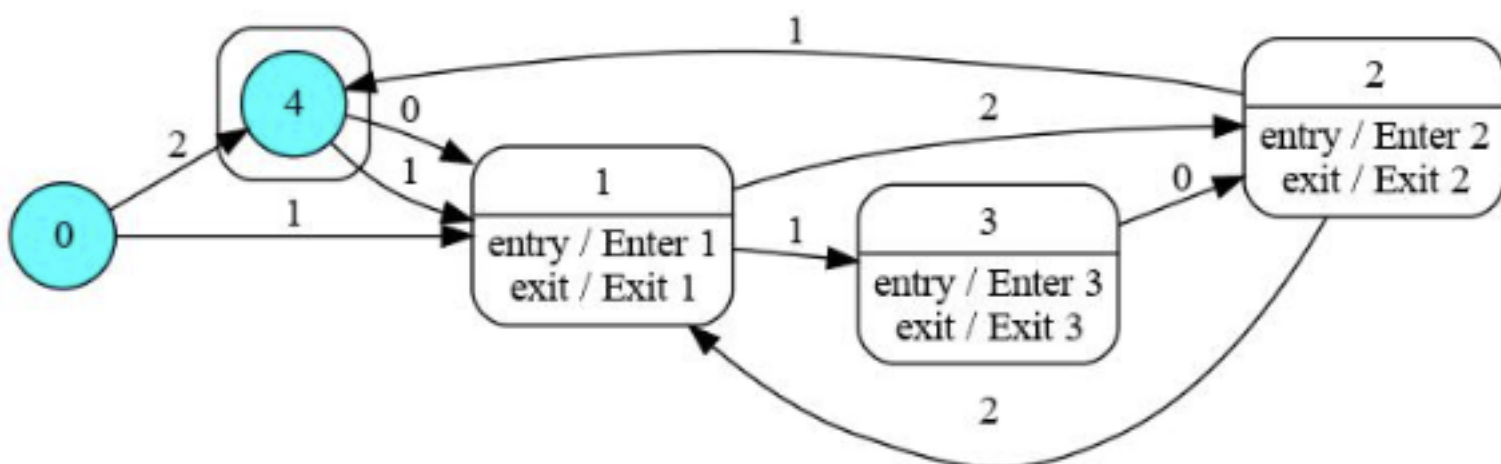 1
2
4
0
2
entry / Enter 2
exit / Exit 2
2
1
0
1
1
entry / Enter 1
exit / Exit 1
0
1
3
entry / Enter 3
exit / Exit 3
2